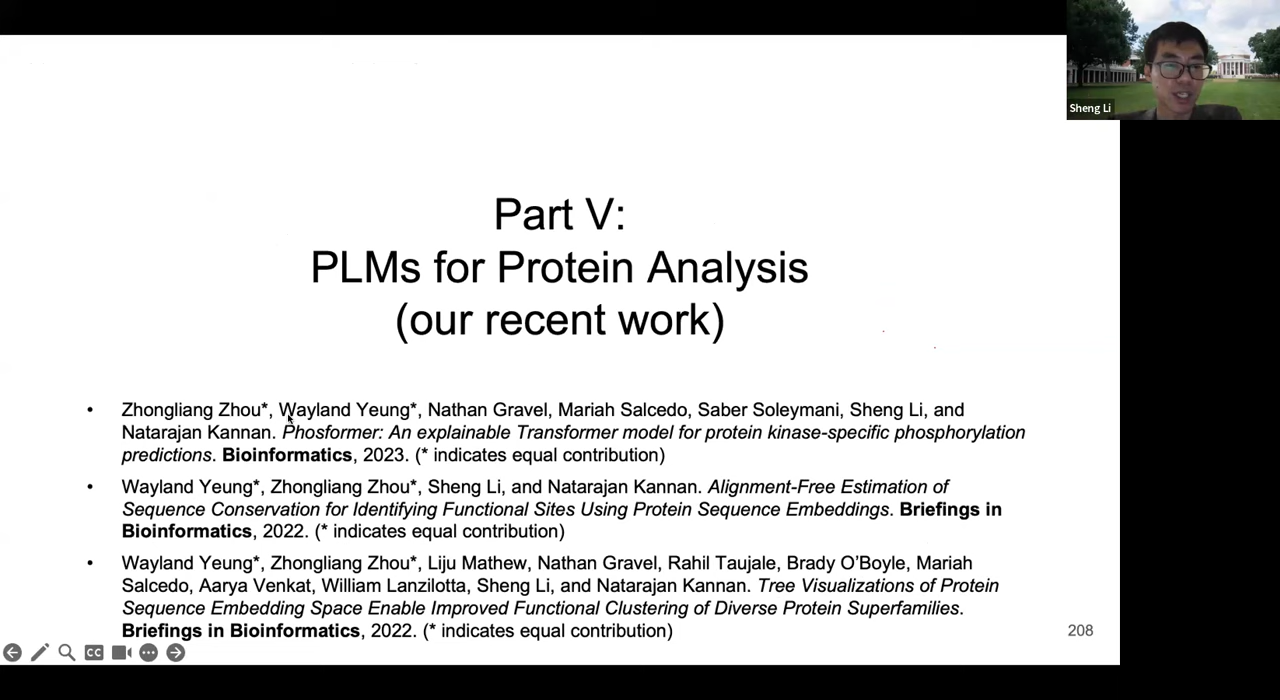 Sheng Li
Part V:
PLMs for Protein Analysis
(our recent work)
• Zhongliang Zhou*, Wayland Yeung*, Nathan Gravel, Mariah Salcedo, Saber Soleymani, Sheng Li, and
Natarajan Kannan. Phosformer: An explainable Transformer model for protein kinase-specific phosphorylation
predictions. Bioinformatics, 2023. (* indicates equal contribution)
• Wayland Yeung*, Zhongliang Zhou*, Sheng Li, and Natarajan Kannan. Alignment-Free Estimation of
Sequence Conservation for Identifying Functional Sites Using Protein Sequence Embeddings. Briefings in
Bioinformatics, 2022. (* indicates equal contribution)
• Wayland Yeung*, Zhongliang Zhou*, Liju Mathew, Nathan Gravel, Rahil Taujale, Brady O’Boyle, Mariah
Salcedo, Aarya Venkat, William Lanzilotta, Sheng Li, and Natarajan Kannan. Tree Visualizations of Protein
Sequence Embedding Space Enable Improved Functional Clustering of Diverse Protein Superfamilies.
Briefings in Bioinformatics, 2022. (* indicates equal contribution)
208
CC